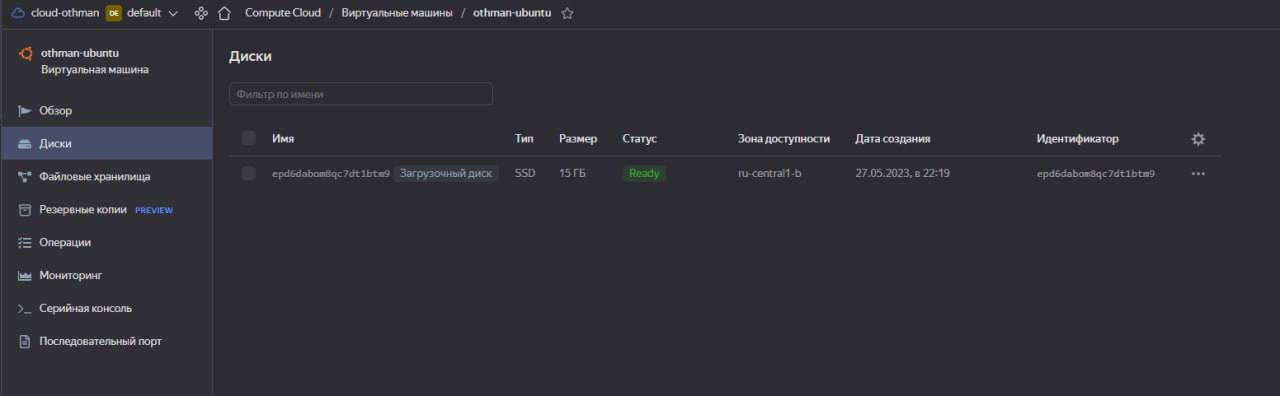 cloud-othman DE default Compute Cloud / Виртуальные машины / othman-ubuntu
othman-ubuntu
Виртуальная машина
Обзор
Диски
Файловые хранилища
Резервные копии PREVIEW
Операции
Мониторинг
Серийная консоль
Последовательный порт
Диски
Фильтр по имени
Имя Тип Размер Статус Зона доступности Дата создания Идентификатор
epd6dabom8qc7dt1btm9 Загрузочный диск SSD 15 ГБ Ready ru-central1-b 27.05.2023, в 22:19 epd6dabom8qc7dt1btm9